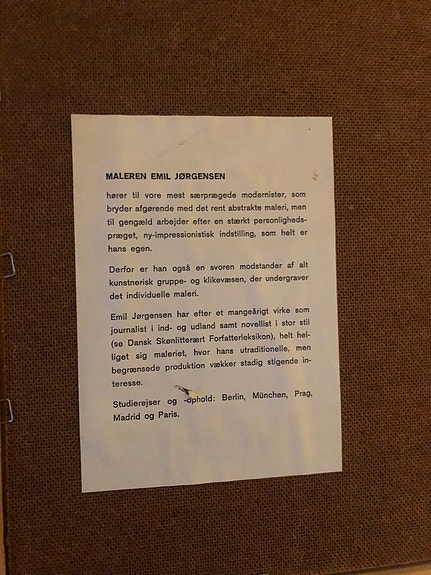 MALEREN EMIL JØRGENSEN
hører til vore mest særprægede modernister, som
bryder afgørende med det rent abstrakte maleri, men
til gengæld arbejder efter en stærkt personligheds-
præget, ny-impressionistisk indstilling, som helt er
hans egen.
Derfor er han også en svoren modstander af alt
kunstnerisk gruppe- og klikevæsen, der undergraver
det individuelle maleri.
Emil Jørgensen har efter et mangeårigt virke som
journalist i ind- og udland samt novellist i stor stil
(se Dansk Skønlitterært Forfatterleksikon), helt hel-
liget sig maleriet, hvor hans utraditionelle, men
begrænsede produktion vækker stadig stigende in-
teresse.
Studierejser og -ophold: Berlin, München, Prag,
Madrid og Paris.